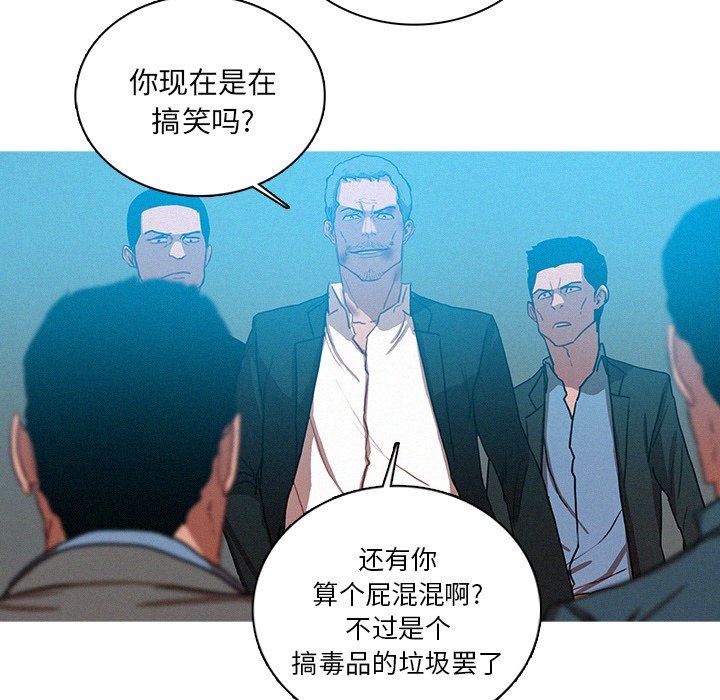 你现在是在
搞笑吗?
还有你
算个屁混混啊?
不过是个
搞毒品的垃圾罢了